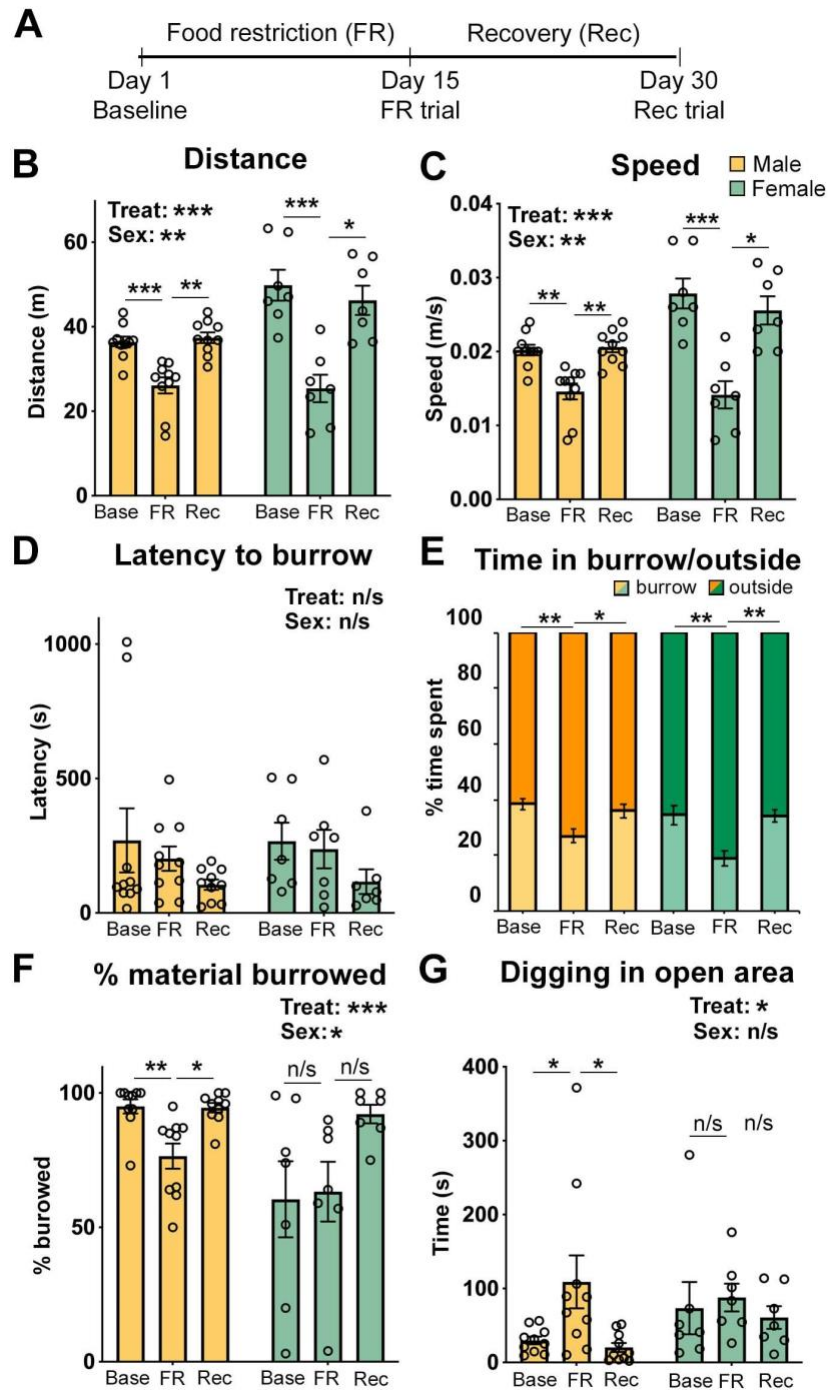 A
Food restriction (FR) Recovery (Rec)
Day 1 Day 15 Day 30
Baseline FR trial Rec trial
B Distance
Treat: ***
Sex: **
*** ** *** *
Distance (m)
60
40
20
0
Base FR Rec Base FR Rec
C Speed
Male
Female
Treat: ***
Sex: **
** ** *** *
Speed (m/s)
0.04
0.03
0.02
0.01
0.00
Base FR Rec Base FR Rec
D Latency to burrow
Treat: n/s
Sex: n/s
Latency (s)
1000
500
0
Base FR Rec Base FR Rec
E Time in burrow/outside
burrow outside
** * ** **
% time spent
100
80
60
40
20
0
Base FR Rec Base FR Rec
F % material burrowed
Treat: ***
Sex: *
** * n/s n/s
% burowed
100
50
0
Base FR Rec Base FR Rec
G Digging in open area
Treat: *
Sex: n/s
* * n/s n/s
Time (s)
400
300
200
100
0
Base FR Rec Base FR Rec